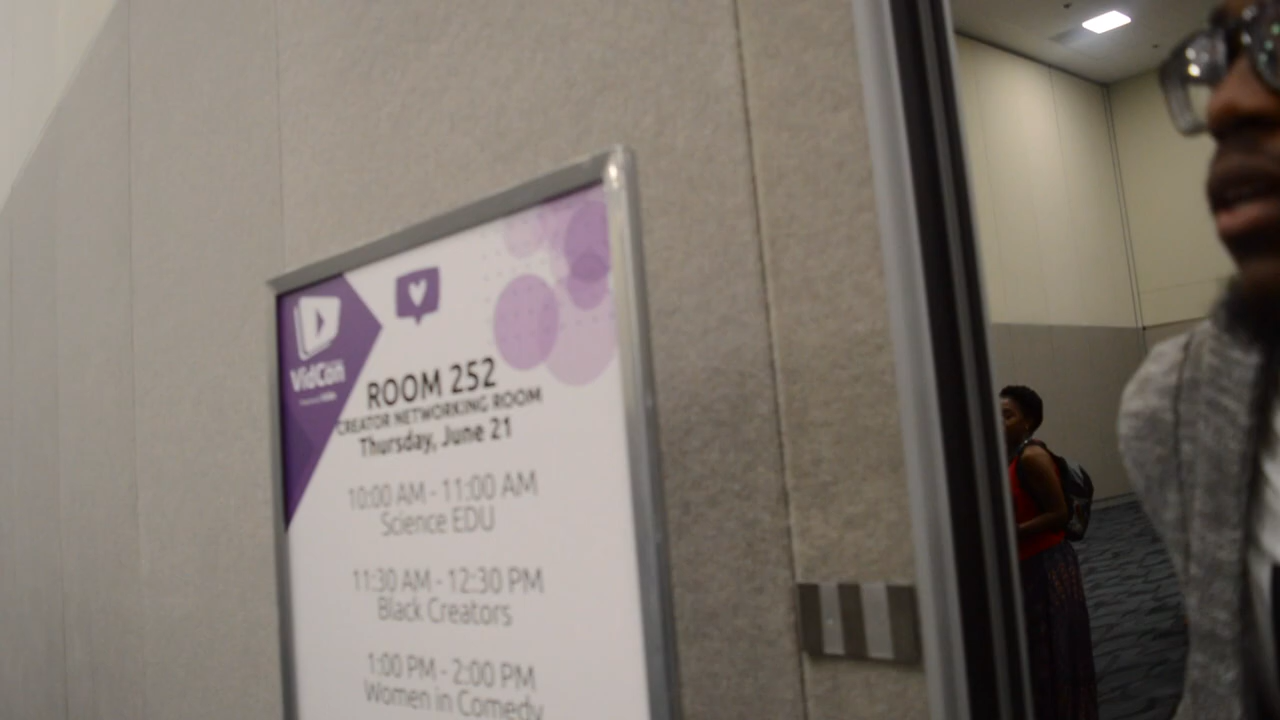 VidCon
ROOM 252
CREATOR NETWORKING ROOM
Thursday, June 21
10:00 AM - 11:00 AM
Science EDU
11:30 AM - 12:30 PM
Black Creators
1:00 PM - 2:00 PM
Women in Comedy